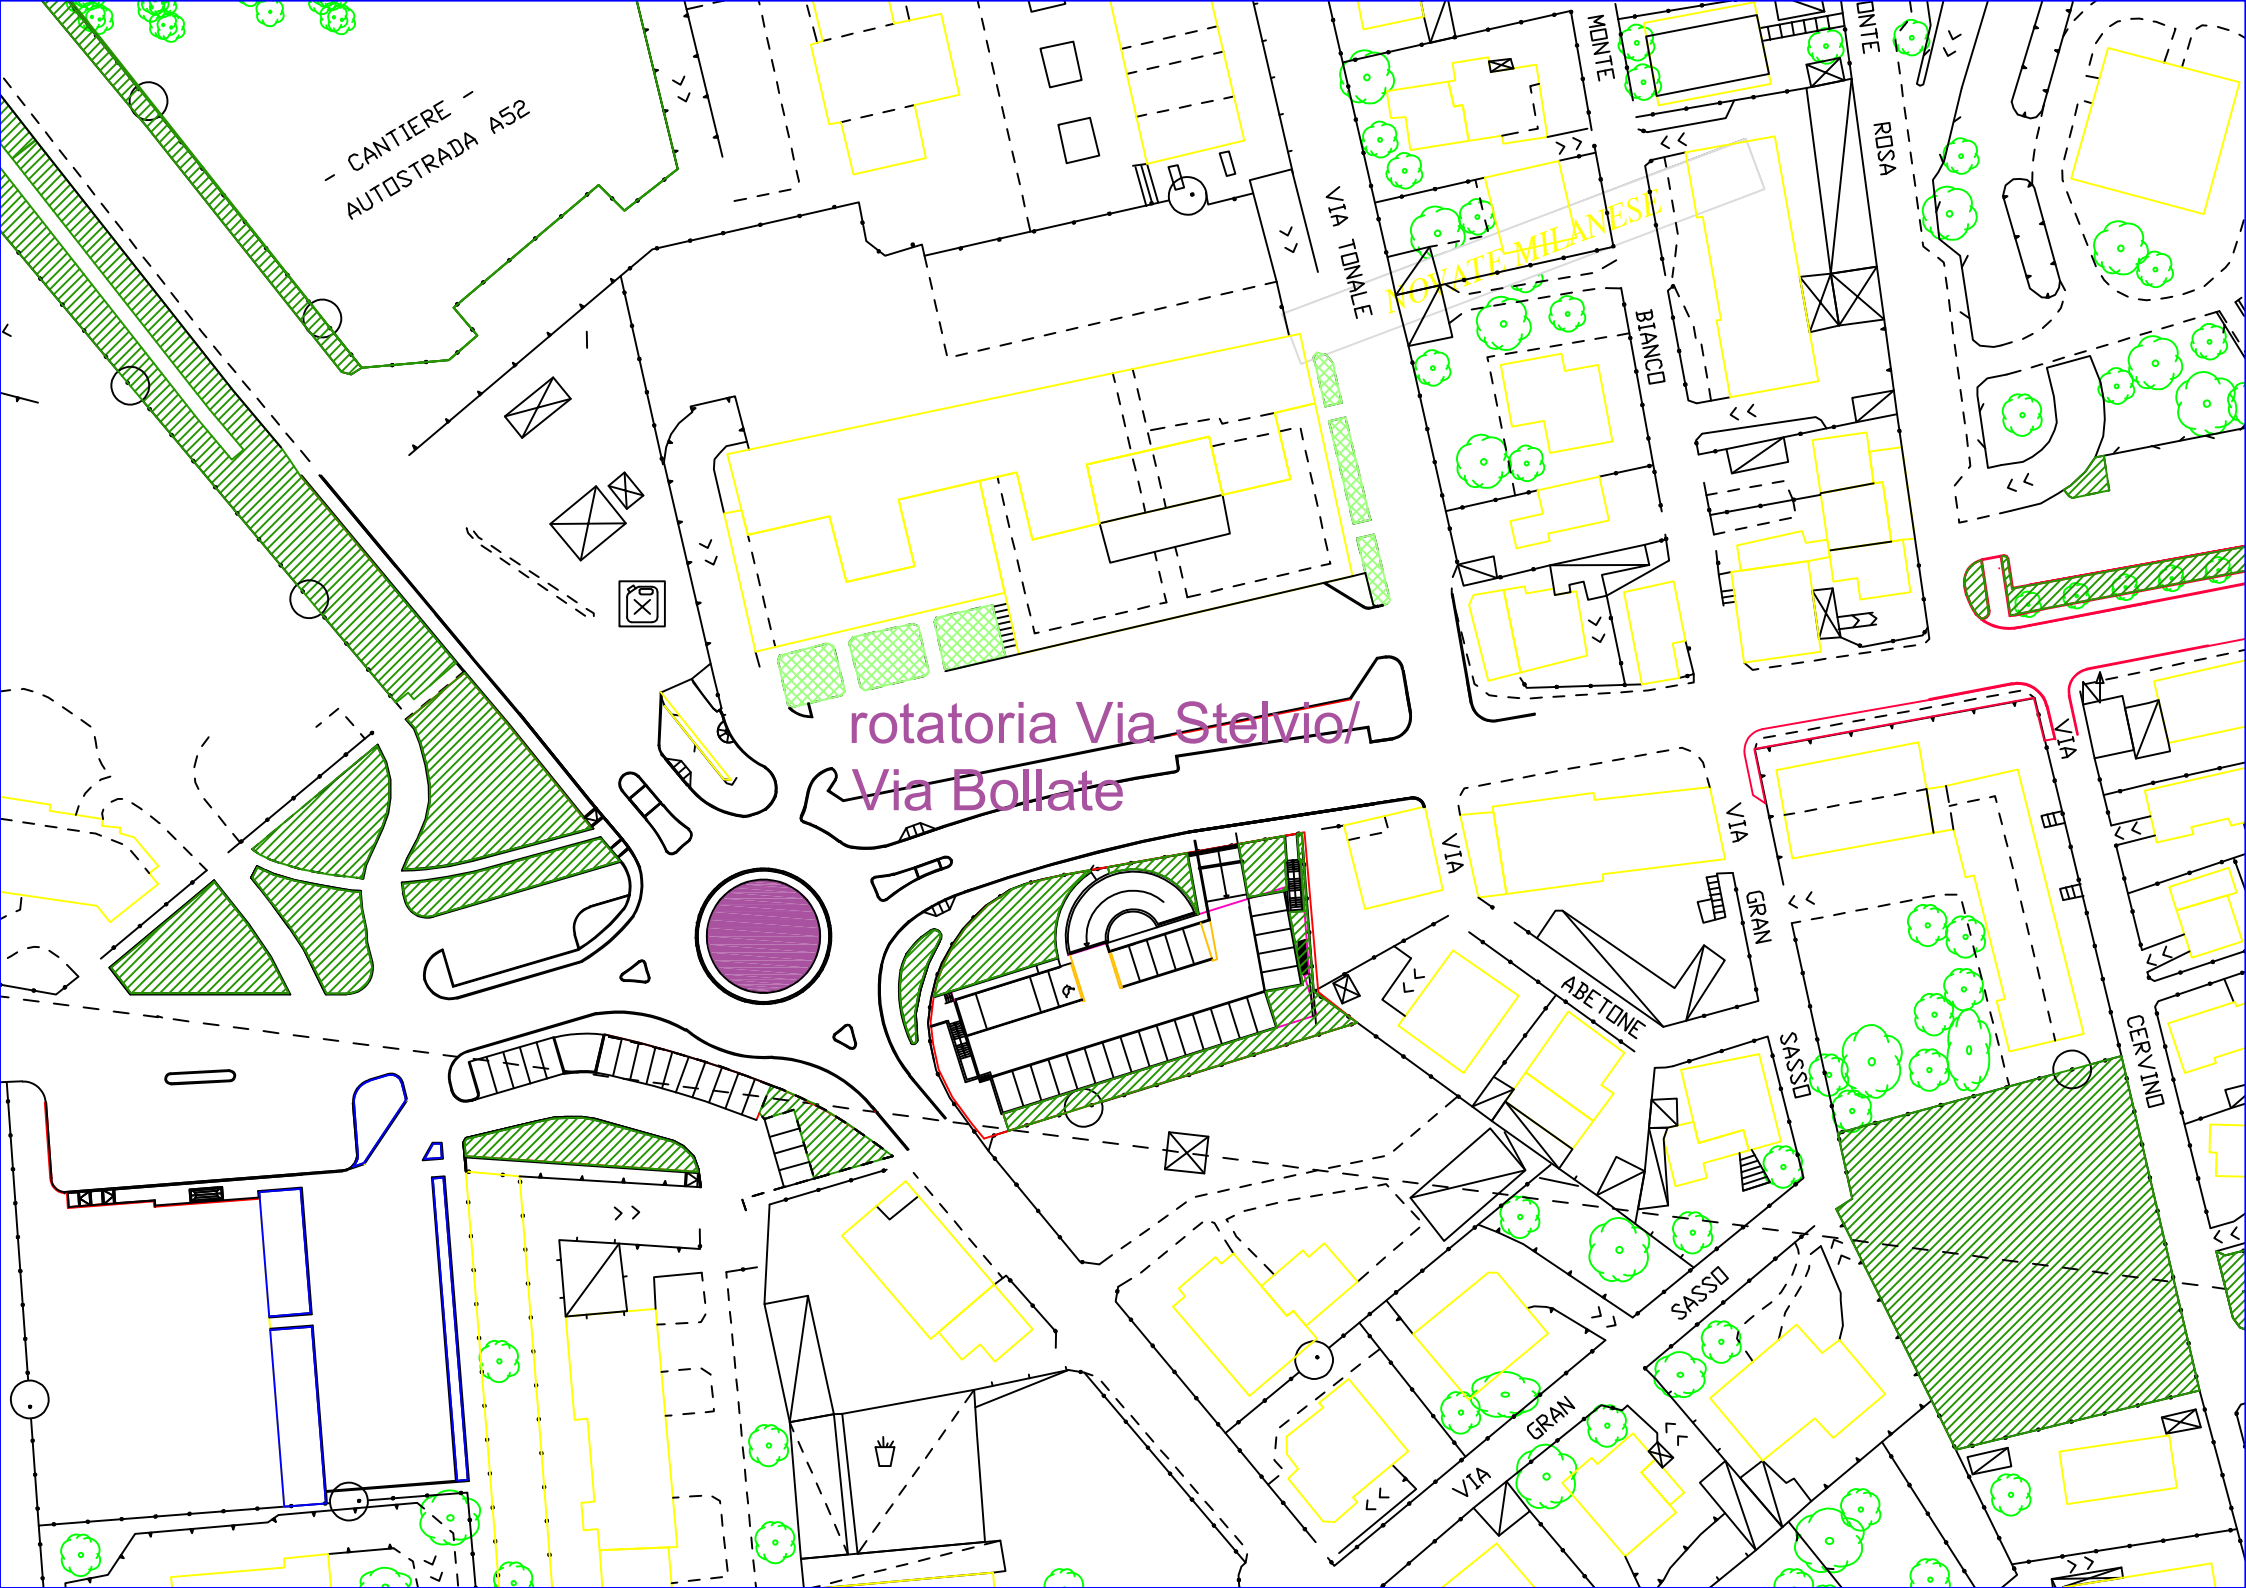 MONTE
ONTE
- CANTIERE -
AUTOSTRADA A52
ROSA
VIA TONALE
NOVATE MILANESE
BIANCO
rotatoria Via Stelvio/
Via Bollate
VIA
VIA
VIA
GRAN
ABETONE
SASSO
CERVINO
SASSO
GRAN
VIA